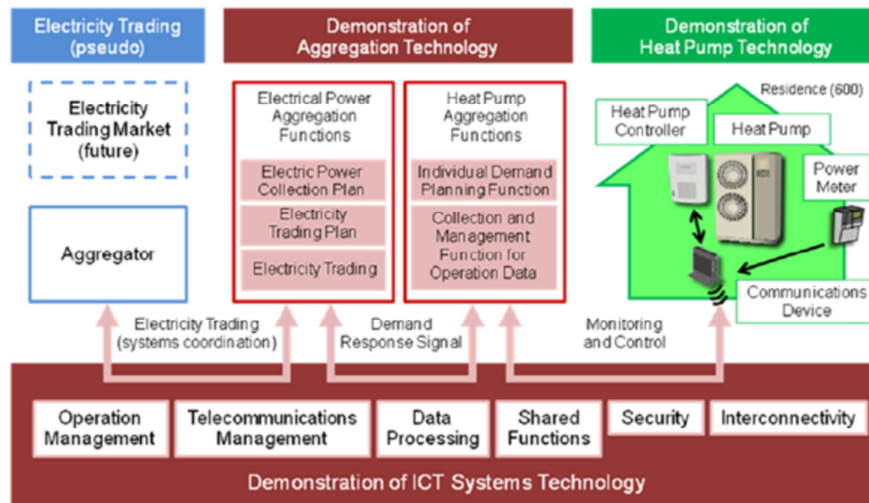 Electricity Trading
(pseudo)
Demonstration of
Aggregation Technology
Demonstration of
Heat Pump Technology
Electricity
Trading Market
(future)
Aggregator
Electrical Power
Aggregation
Functions
Electric Power
Collection Plan
Electricity
Trading Plan
Electricity Trading
Heat Pump
Aggregation
Functions
Individual Demand
Planning Function
Collection and
Management
Function for
Operation Data
Residence (600)
Heat Pump
Controller
Heat Pump
Power
Meter
Communications
Device
Electricity Trading
(systems coordination)
Demand
Response Signal
Monitoring
and Control
Operation
Management
Telecommunications
Management
Data
Processing
Shared
Functions
Security
Interconnectivity
Demonstration of ICT Systems Technology